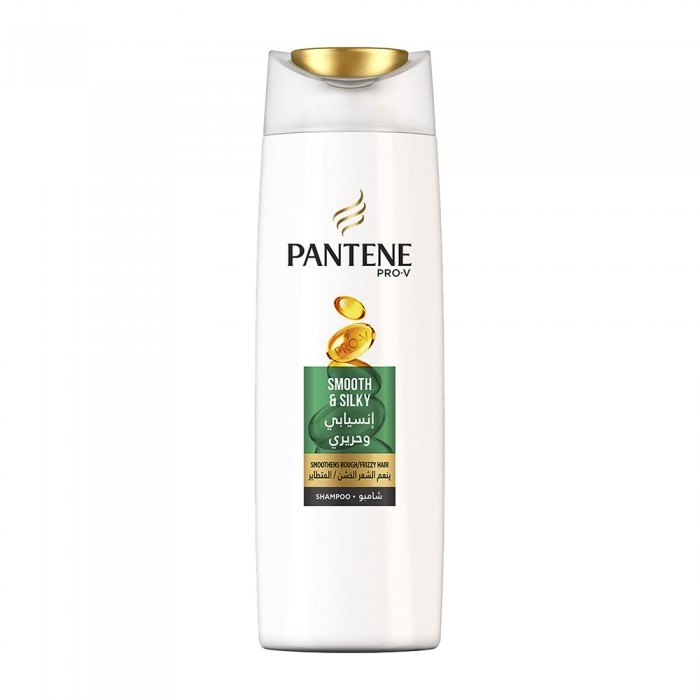 PANTENE
PRO-V
PRO-V
SMOOTH
& SILKY
إنسيابي
وحريري
SMOOTHENS ROUGH/FRIZZY HAIR
ينعم الشعر الخشن / المتطاير
SHAMPOO • شامبو